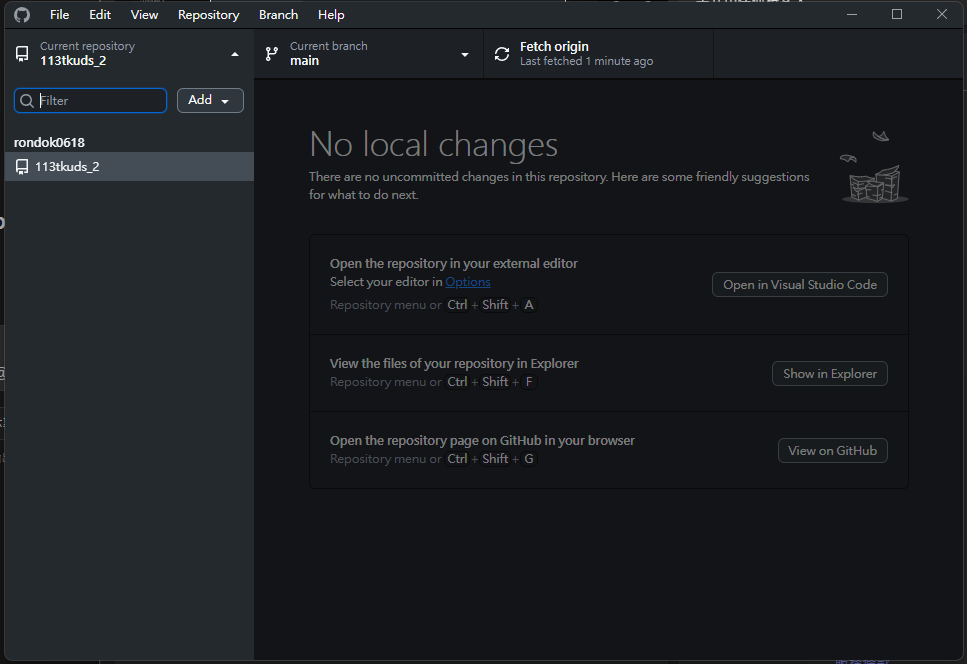 File Edit View Repository Branch Help
Current repository
113tkuds_2
Current branch
main
Fetch origin
Last fetched 1 minute ago
Filter
Add
rondok0618
113tkuds_2
No local changes
There are no uncommitted changes in this repository. Here are some friendly suggestions
for what to do next.
Open the repository in your external editor
Select your editor in Options
Repository menu or Ctrl + Shift + A
Open in Visual Studio Code
View the files of your repository in Explorer
Repository menu or Ctrl + Shift + F
Show in Explorer
Open the repository page on GitHub in your browser
Repository menu or Ctrl + Shift + G
View on GitHub